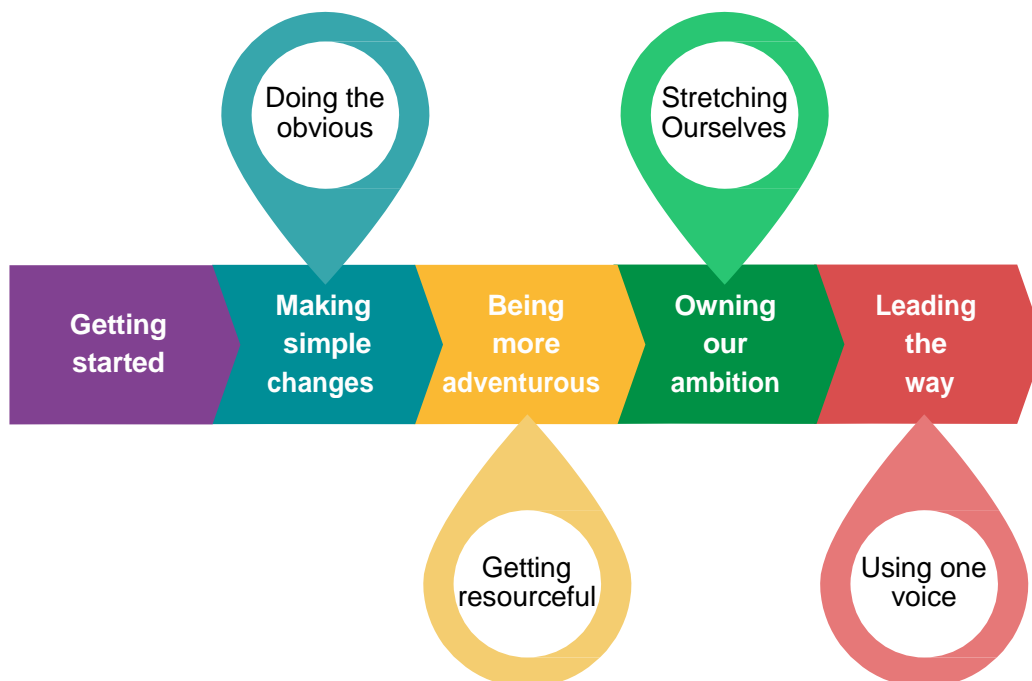 Doing the
obvious
Stretching
Ourselves
Getting
started
Making
simple
changes
Being
more
adventurous
Owning
our
ambition
Leading
the
way
Getting
resourceful
Using one
voice